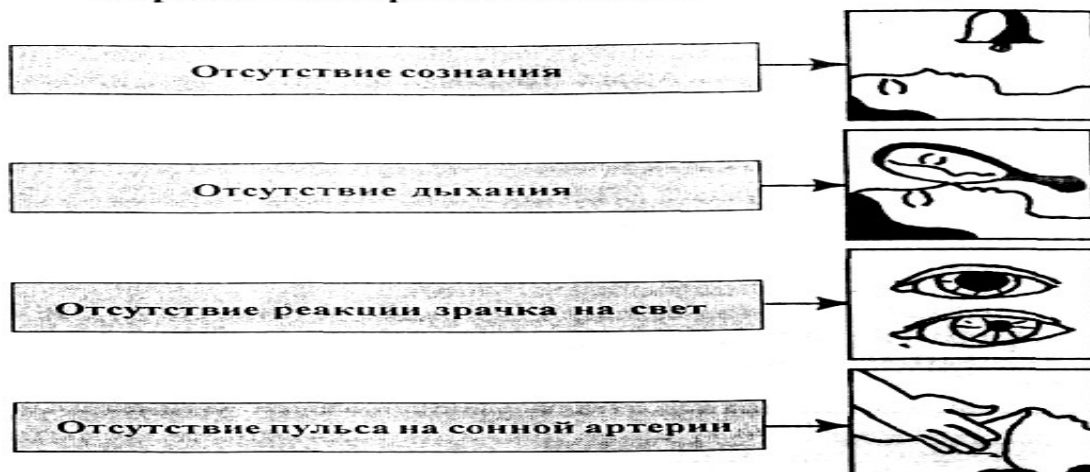 Отсутствие сознания
Отсутствие дыхания
Отсутствие реакции зрачка на свет
Отсутствие пульса на сонной артерии